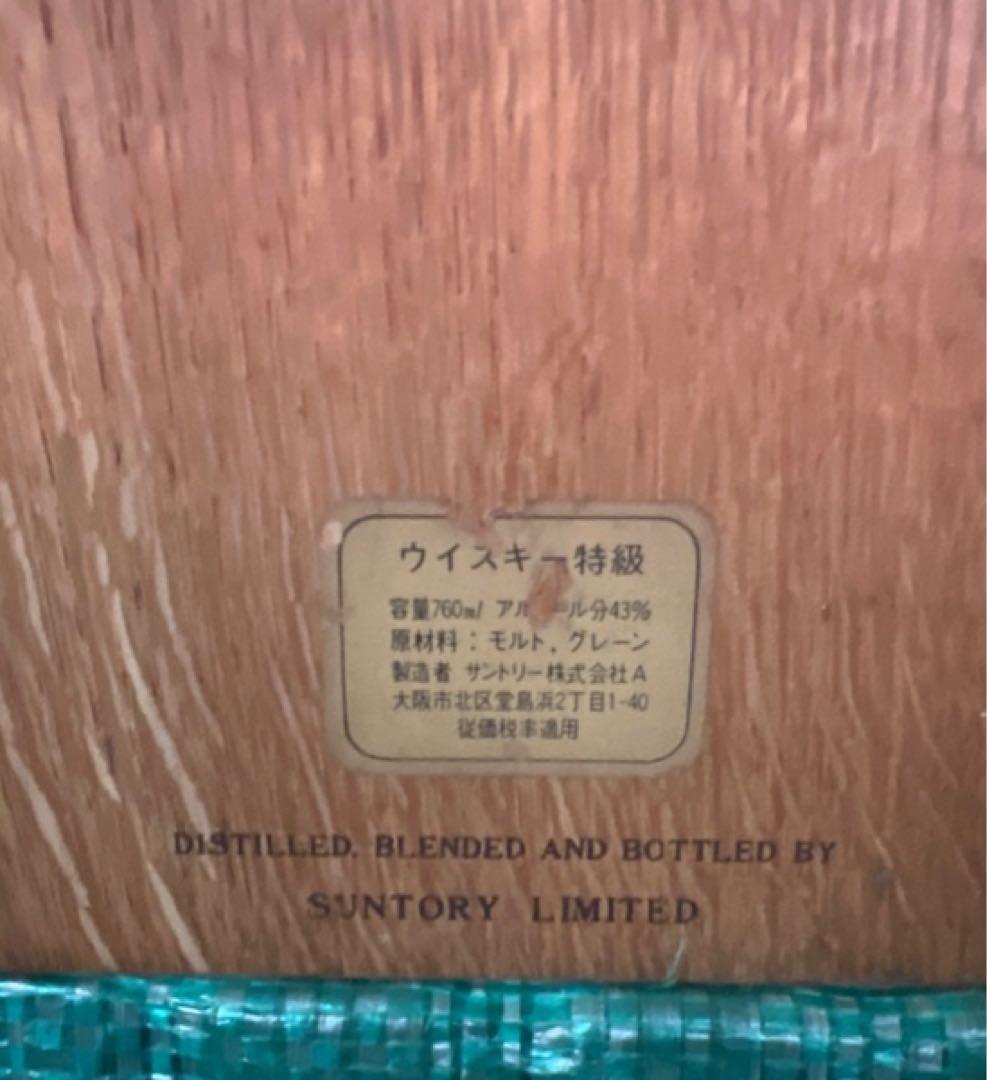 ウイスキー特級
容量760ml アルコール分43%
原材料：モルト，グレーン
製造者 サントリー株式会社A
大阪市北区堂島浜2丁目1-40
従価税率適用
DISTILLED, BLENDED AND BOTTLED BY
SUNTORY LIMITED